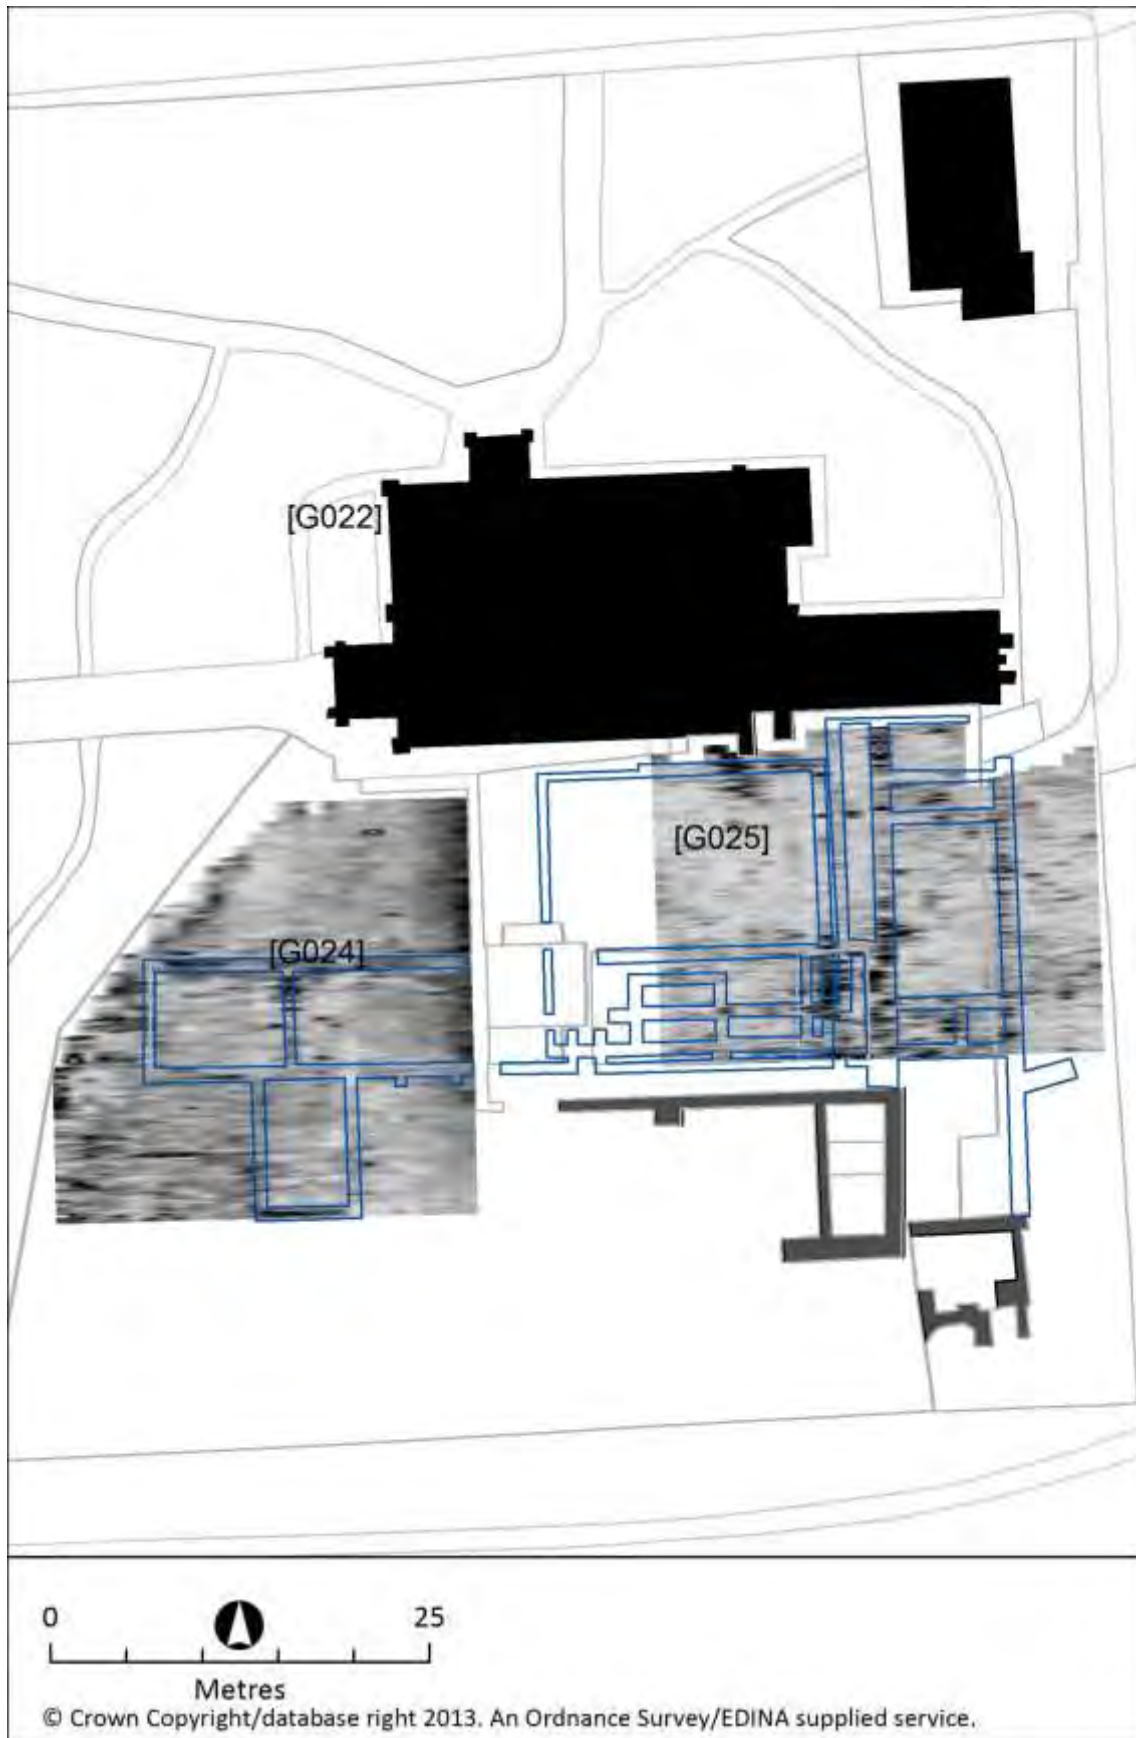 [G022]
[G025]
[G024]
0 25
Metres
© Crown Copyright/database right 2013. An Ordnance Survey/EDINA supplied service.